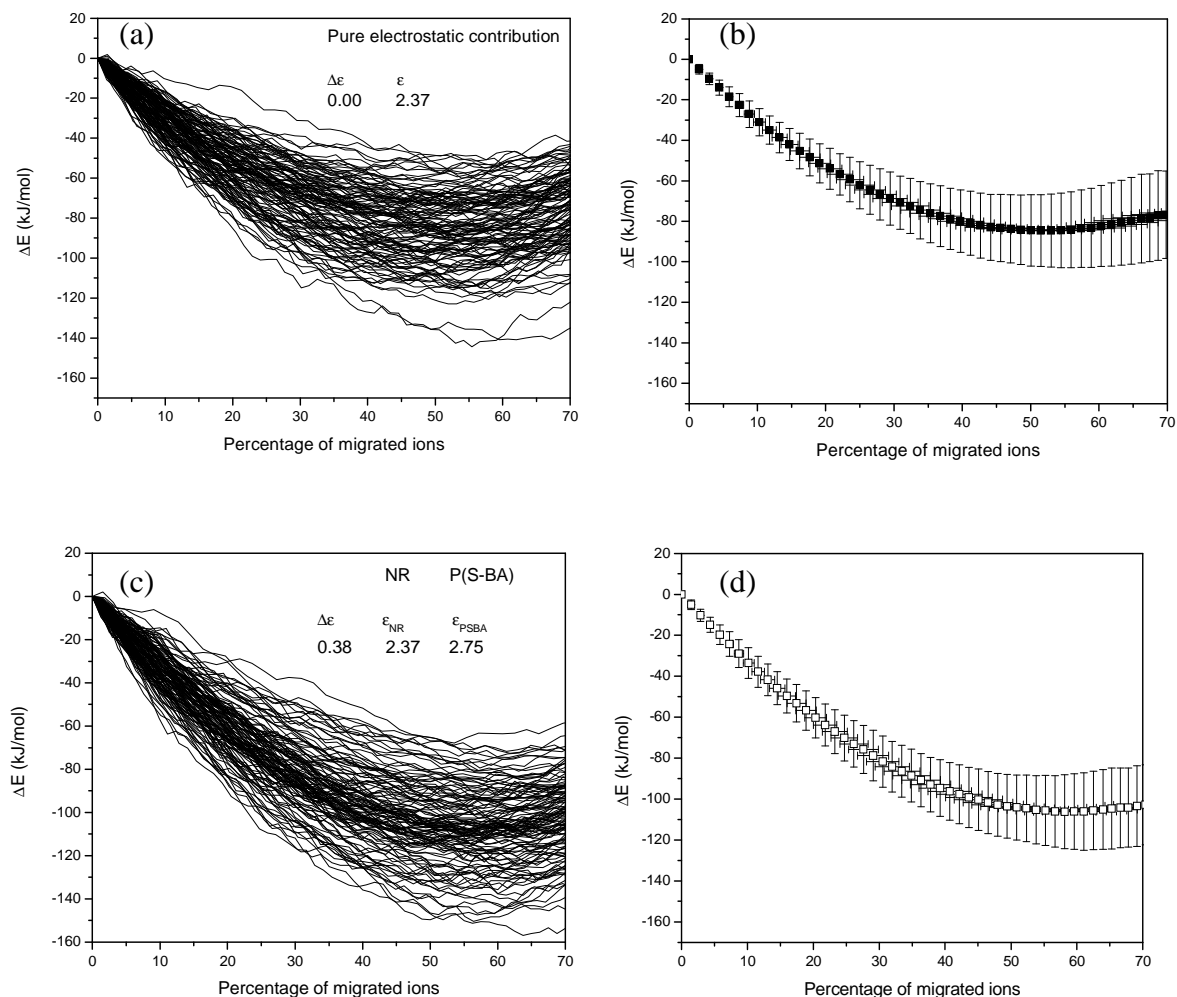 (a)
Pure electrostatic contribution
Δε ε
0.00 2.37
20
0
-20
-40
-60
-80
-100
-120
-140
-160
ΔE (kJ/mol)
0 10 20 30 40 50 60 70
Percentage of migrated ions
(b)
20
0
-20
-40
-60
-80
-100
-120
-140
-160
ΔE (kJ/mol)
0 10 20 30 40 50 60 70
Percentage of migrated ions
(c)
NR P(S-BA)
Δε εNR εPSBA
0.38 2.37 2.75
20
0
-20
-40
-60
-80
-100
-120
-140
-160
ΔE (kJ/mol)
0 10 20 30 40 50 60 70
Percentage of migrated ions
(d)
20
0
-20
-40
-60
-80
-100
-120
-140
-160
ΔE (kJ/mol)
0 10 20 30 40 50 60 70
Percentage of migrated ions